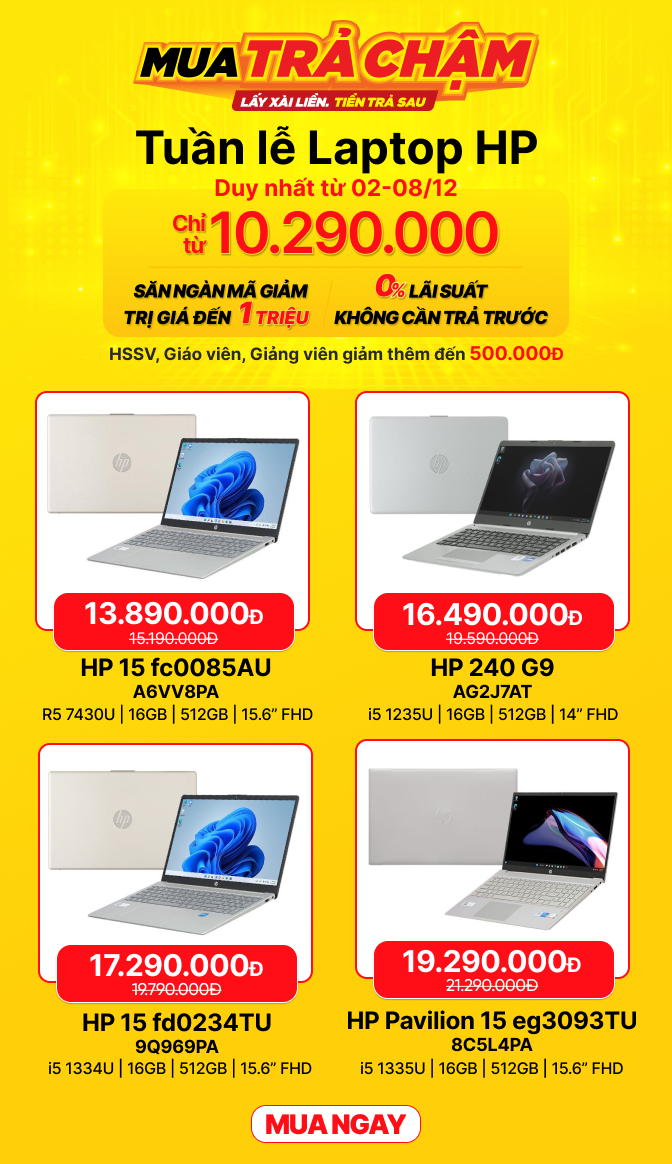 MUA TRẢ CHẬM
LẤY XÀI LIỀN. TIỀN TRẢ SAU
Tuần lễ Laptop HP
Duy nhất từ 02-08/12
Chỉ từ 10.290.000
SĂN NGÀN MÃ GIẢM
TRỊ GIÁ ĐẾN 1 TRIỆU
0% LÃI SUẤT
KHÔNG CẦN TRẢ TRƯỚC
HSSV, Giáo viên, Giảng viên giảm thêm đến 500.000Đ
13.890.000Đ
15.190.000Đ
HP 15 fc0085AU
A6VV8PA
R5 7430U | 16GB | 512GB | 15.6” FHD
16.490.000Đ
19.590.000Đ
HP 240 G9
AG2J7AT
i5 1235U | 16GB | 512GB | 14” FHD
17.290.000Đ
19.790.000Đ
HP 15 fd0234TU
9Q969PA
i5 1334U | 16GB | 512GB | 15.6” FHD
19.290.000Đ
21.290.000Đ
HP Pavilion 15 eg3093TU
8C5L4PA
i5 1335U | 16GB | 512GB | 15.6” FHD
MUA NGAY